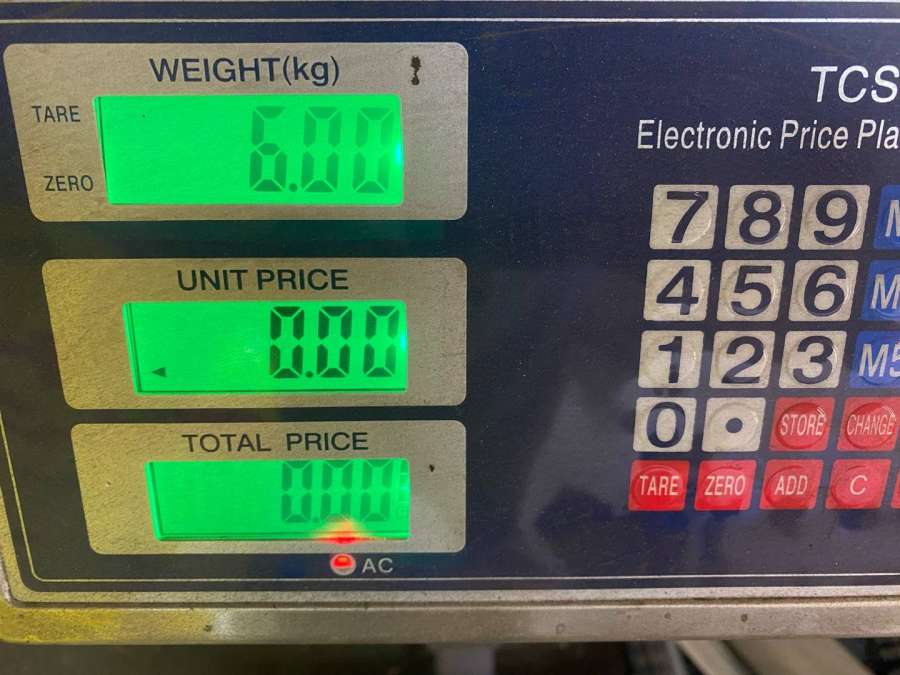 WEIGHT(kg)
TARE
6.00
ZERO
UNIT PRICE
0.00
TOTAL PRICE
0.00
AC
TCS
Electronic Price Pla
7 8 9 M
4 5 6 M
1 2 3 M5
0 . STORE CHANGE
TARE ZERO ADD C